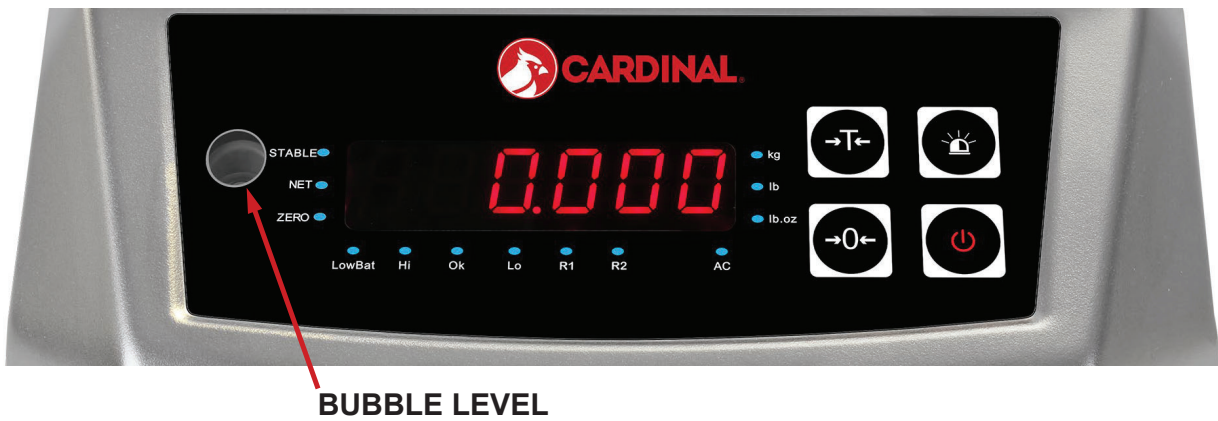 CARDINAL
STABLE
0.000
kg
→T←
NET
lb
ZERO
lb.oz
→0←
LowBat Hi Ok Lo R1 R2 AC
BUBBLE LEVEL